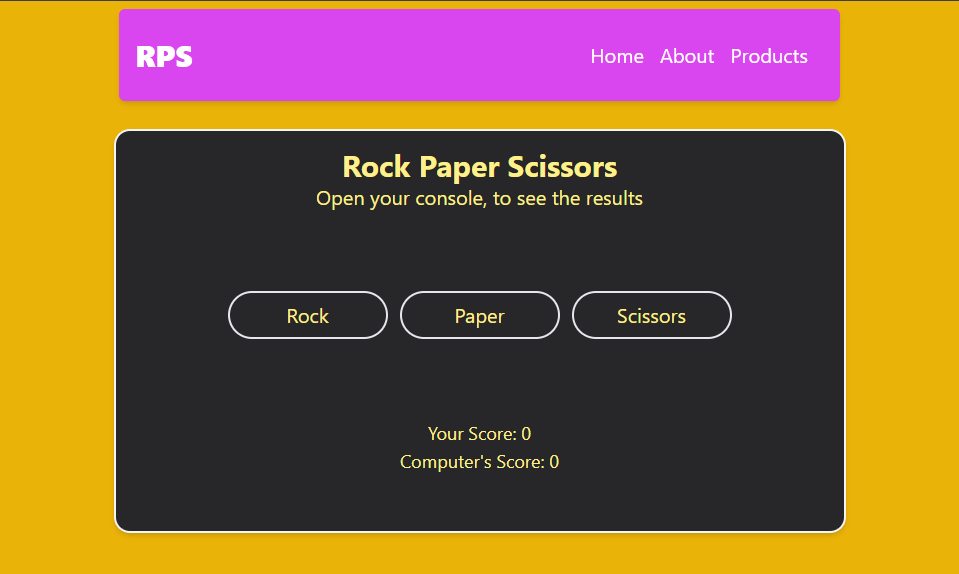 RPS
Home About Products
Rock Paper Scissors
Open your console, to see the results
Rock Paper Scissors
Your Score: 0
Computer's Score: 0